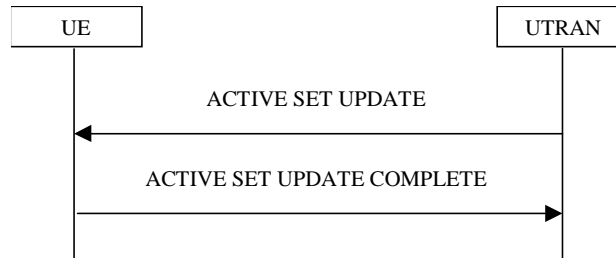 UE
UTRAN
ACTIVE SET UPDATE
ACTIVE SET UPDATE COMPLETE